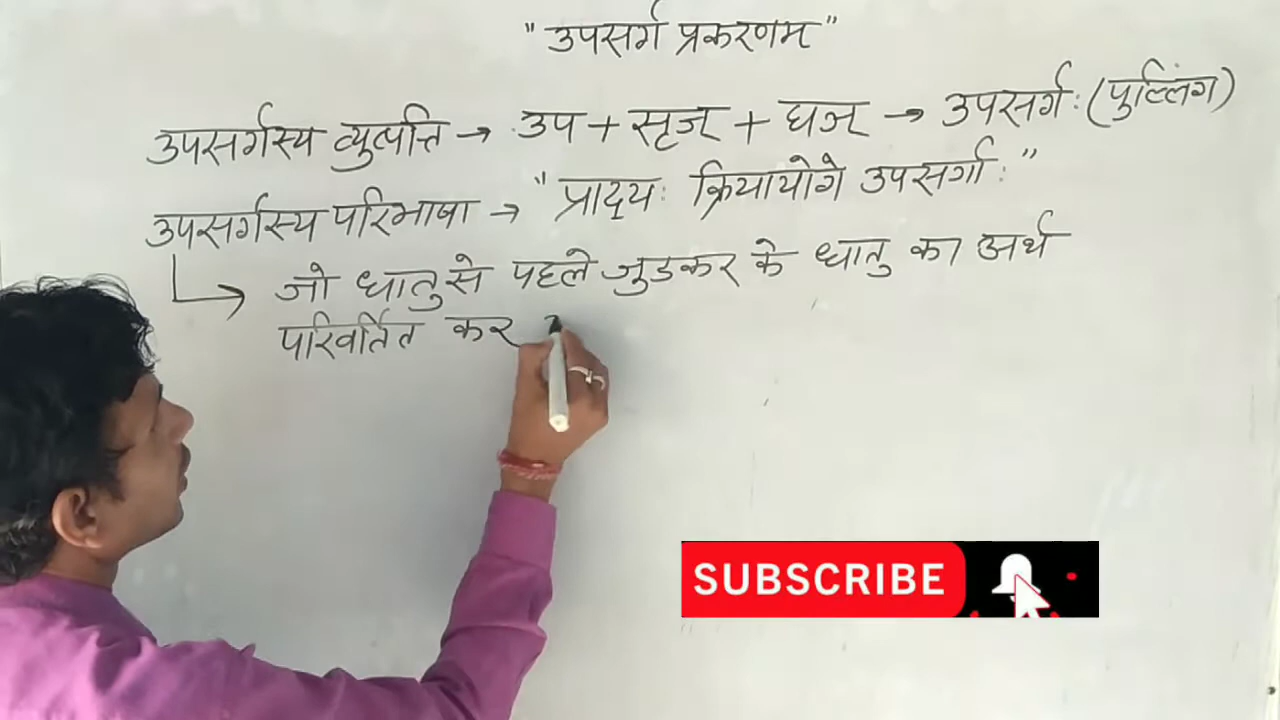 " उपसर्ग प्रकरणम "
उपसर्गस्य व्युत्पत्ति → उप + सृज् + घञ् → उपसर्गः (पुल्लिंग)
उपसर्गस्य परिभाषा → " प्रादयः क्रियायोगे उपसर्गाः "
जो धातु से पहले जुडकर के धातु का अर्थ
परिवर्तित कर
SUBSCRIBE